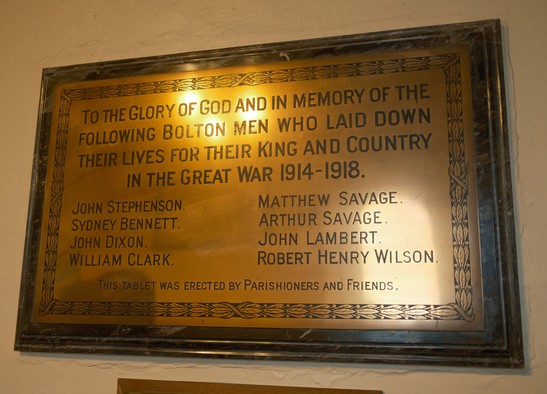 TO THE GLORY OF GOD AND IN MEMORY OF THE
FOLLOWING BOLTON MEN WHO LAID DOWN
THEIR LIVES FOR THEIR KING AND COUNTRY
IN THE GREAT WAR 1914-1918.
JOHN STEPHENSON.
SYDNEY BENNETT.
JOHN DIXON.
WILLIAM CLARK.
MATTHEW SAVAGE.
ARTHUR SAVAGE.
JOHN LAMBERT.
ROBERT HENRY WILSON.
THIS TABLET WAS ERECTED BY PARISHIONERS AND FRIENDS.